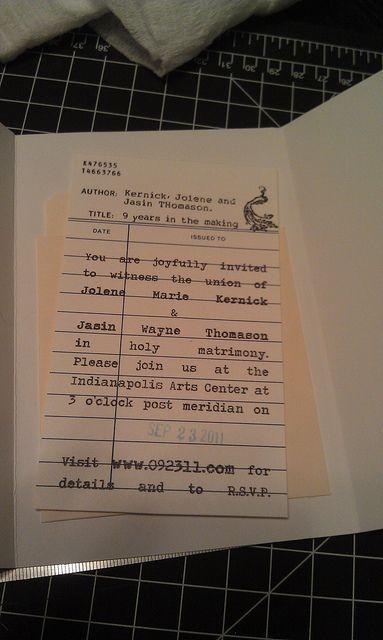 E476535
T4663766
AUTHOR: Kernick, Jolene and
Jasin Thomason.
TITLE: 9 years in the making
DATE ISSUED TO
You are joyfully invited
to witness the union of
Jolene Marie Kernick
&
Jasin Wayne Thomason
in holy matrimony.
Please join us at the
Indianapolis Arts Center at
3 o'clock post meridian on
SEP 23 2011
Visit www.092311.com for
details and to R.S.V.P.